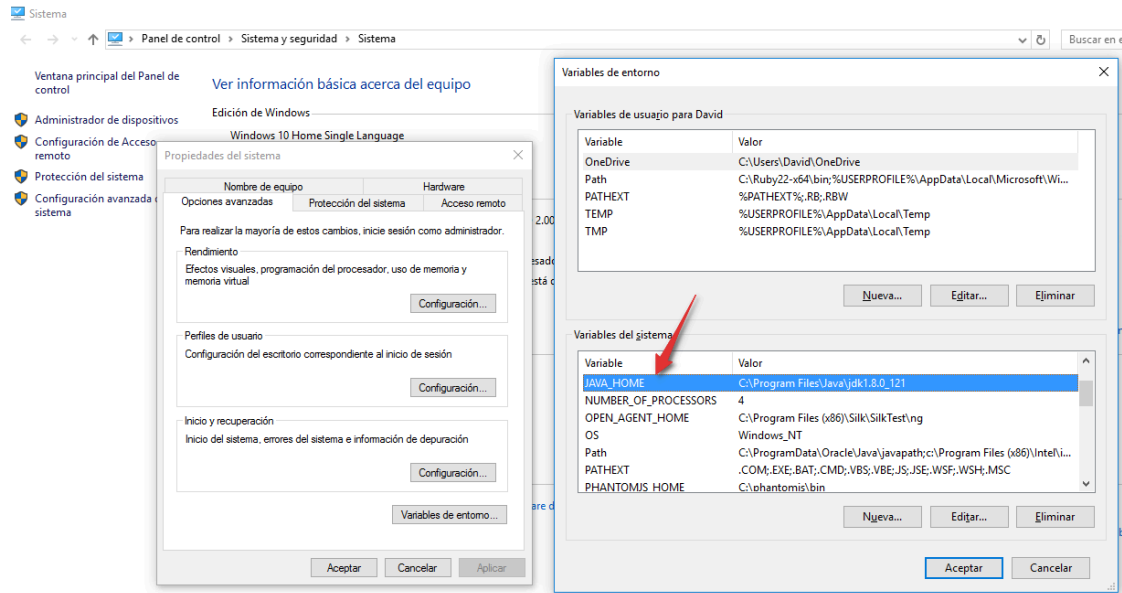 Sistema
Panel de control > Sistema y seguridad > Sistema
Buscar en e
Ventana principal del Panel de
control
Administrador de dispositivos
Configuración de Acceso
remoto
Protección del sistema
Configuración avanzada
sistema
Ver información básica acerca del equipo
Edición de Windows
Windows 10 Home Single Language
2.00
Propiedades del sistema
Nombre de equipo
Hardware
Opciones avanzadas
Protección del sistema
Acceso remoto
Para realizar la mayoría de estos cambios, inicie sesión como administrador.
Rendimiento
Efectos visuales, programación del procesador, uso de memoria y
memoria virtual
Configuración...
Perfiles de usuario
Configuración del escritorio correspondiente al inicio de sesión
Configuración...
Inicio y recuperación
Inicio del sistema, errores del sistema e información de depuración
Configuración...
Variables de entorno...
Aceptar
Cancelar
Aplicar
Variables de entorno
Variables de usuario para David
Variable Valor
OneDrive C:\Users\David\OneDrive
Path C:\Ruby22-x64\bin;%USERPROFILE%\AppData\Local\Microsoft\Wi...
PATHEXT %PATHEXT%;.RB;.RBW
TEMP %USERPROFILE%\AppData\Local\Temp
TMP %USERPROFILE%\AppData\Local\Temp
Nueva...
Editar...
Eliminar
Variables del sistema
Variable Valor
JAVA_HOME C:\Program Files\Java\jdk1.8.0_121
NUMBER_OF_PROCESSORS 4
OPEN_AGENT_HOME C:\Program Files (x86)\Silk\SilkTest\ng
OS Windows_NT
Path C:\ProgramData\Oracle\Java\javapath;c:\Program Files (x86)\Intel\i...
PATHEXT .COM;.EXE;.BAT;.CMD;.VBS;.VBE;.JS;.JSE;.WSF;.WSH;.MSC
PHANTOMJS_HOME C:\phantomjs\bin
Nueva...
Editar...
Eliminar
Aceptar
Cancelar